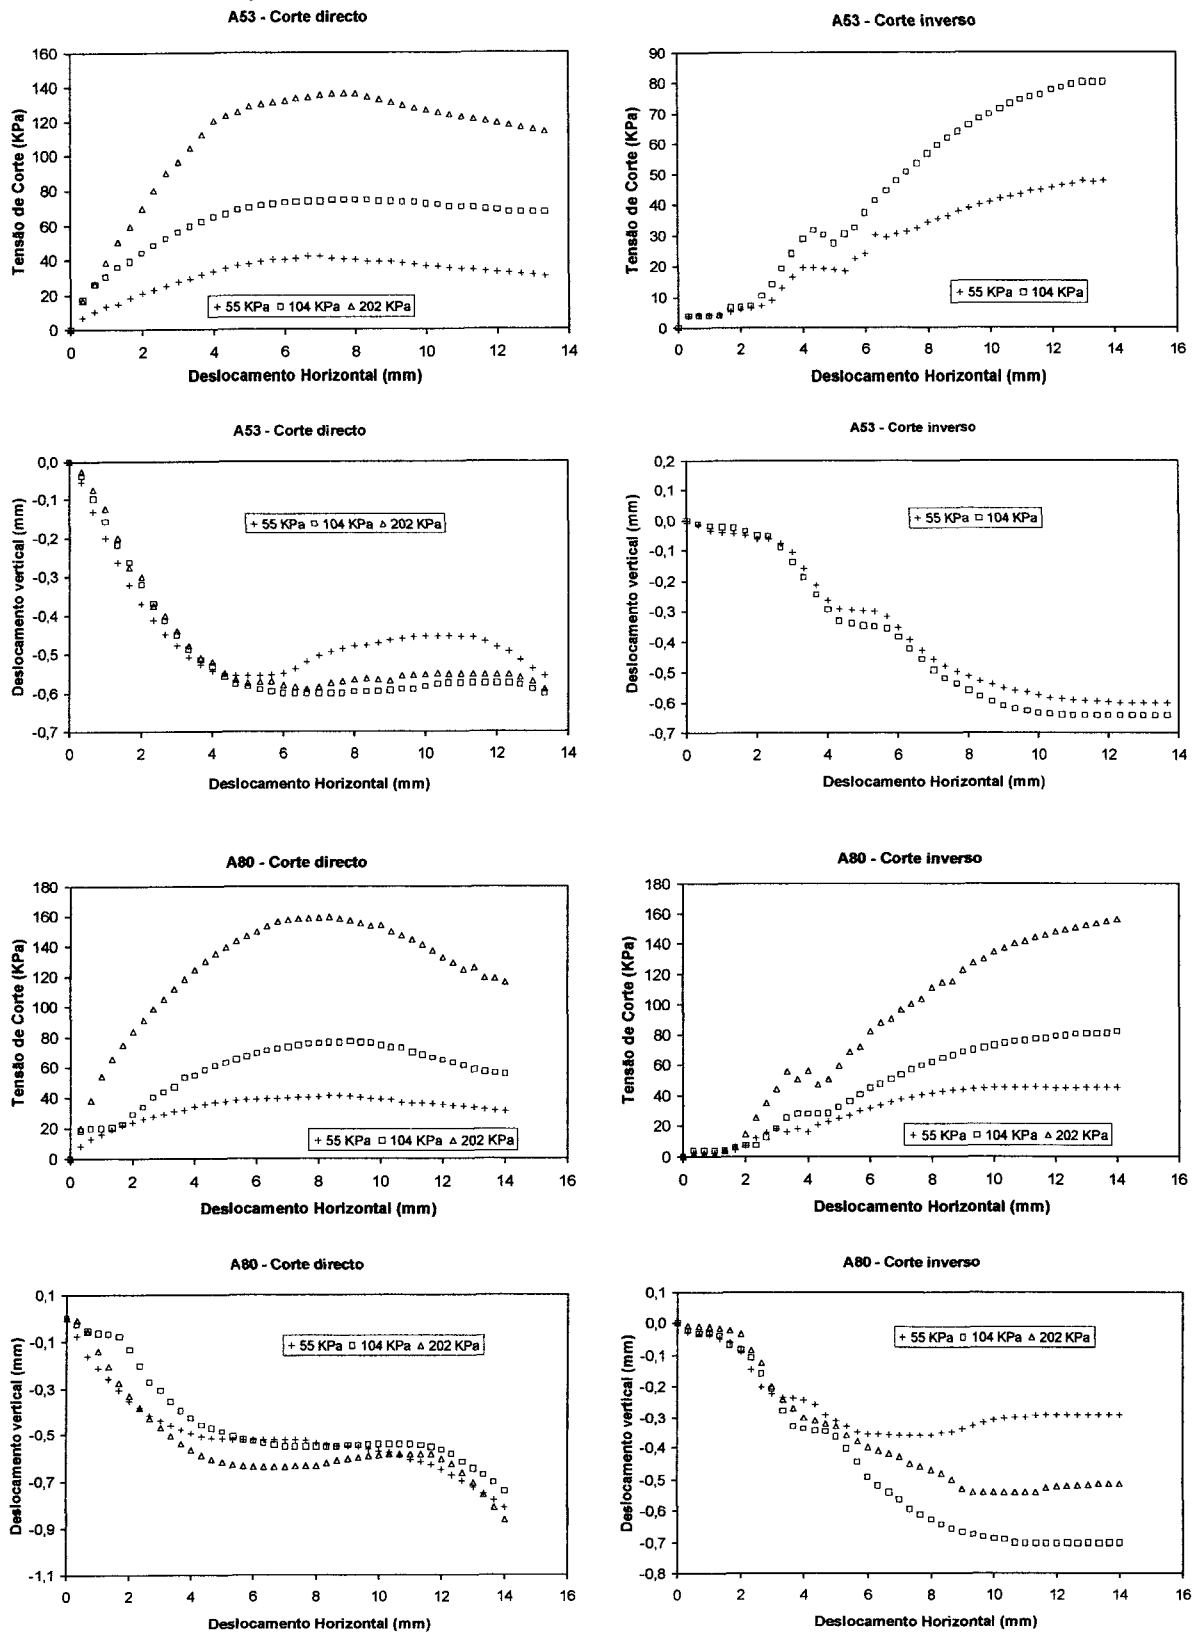 A53 - Corte directo
160
140
120
100
80
60
40
20
0
Tensão de Corte (KPa)
+ 55 KPa □ 104 KPa △ 202 KPa
0 2 4 6 8 10 12 14
Deslocamento Horizontal (mm)
A53 - Corte inverso
90
80
70
60
50
40
30
20
10
0
Tensão de Corte (KPa)
+ 55 KPa □ 104 KPa
0 2 4 6 8 10 12 14 16
Deslocamento Horizontal (mm)
A53 - Corte directo
0,0
-0,1
-0,2
-0,3
-0,4
-0,5
-0,6
-0,7
Deslocamento vertical (mm)
+ 55 KPa □ 104 KPa △ 202 KPa
0 2 4 6 8 10 12 14
Deslocamento Horizontal (mm)
A53 - Corte inverso
0,2
0,1
0,0
-0,1
-0,2
-0,3
-0,4
-0,5
-0,6
-0,7
Deslocamento vertical (mm)
+ 55 KPa □ 104 KPa
0 2 4 6 8 10 12 14
Deslocamento Horizontal (mm)
A80 - Corte directo
180
160
140
120
100
80
60
40
20
0
Tensão de Corte (KPa)
+ 55 KPa □ 104 KPa △ 202 KPa
0 2 4 6 8 10 12 14 16
Deslocamento Horizontal (mm)
A80 - Corte inverso
180
160
140
120
100
80
60
40
20
0
Tensão de Corte (KPa)
+ 55 KPa □ 104 KPa △ 202 KPa
0 2 4 6 8 10 12 14 16
Deslocamento Horizontal (mm)
A80 - Corte directo
0,1
-0,1
-0,3
-0,5
-0,7
-0,9
-1,1
Deslocamento vertical (mm)
+ 55 KPa □ 104 KPa △ 202 KPa
0 2 4 6 8 10 12 14 16
Deslocamento Horizontal (mm)
A80 - Corte inverso
0,1
0,0
-0,1
-0,2
-0,3
-0,4
-0,5
-0,6
-0,7
-0,8
Deslocamento vertical (mm)
+ 55 KPa □ 104 KPa △ 202 KPa
0 2 4 6 8 10 12 14 16
Deslocamento Horizontal (mm)